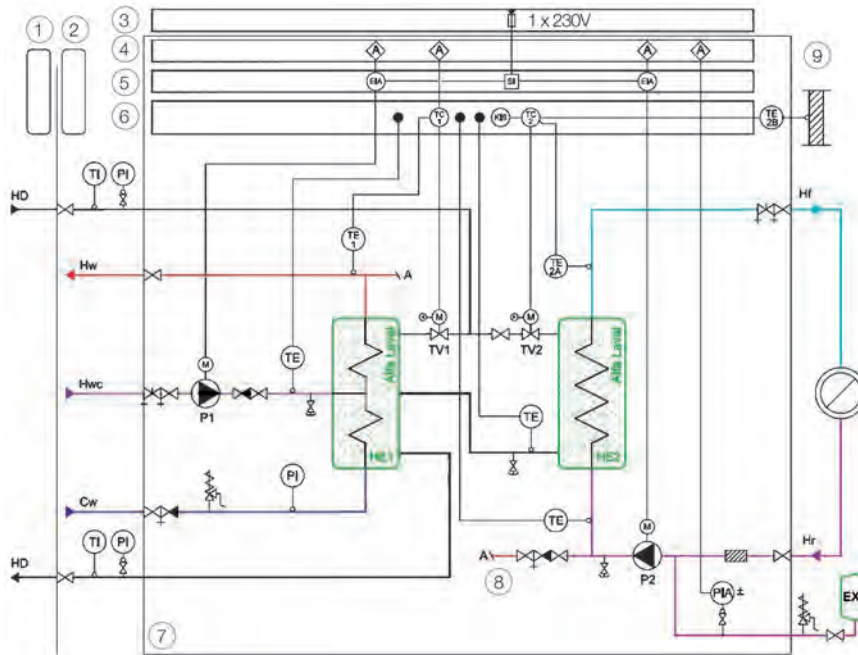 1 2 3 1 x 230V
4 A A A A
5 EIA SI EIA
9
6 TC 1 TC 2 TE 2B
TI PI
HD Hf
TE 1
TE 2A
Hw A
M M
TV1 TV2
Alfa Laval Alfa Laval
M TE
Hwc
P1
TE
HE1 HE2
PI
Cw
TE M
Hr
TI PI
HD
A
8 P2
PIA ±
EX
7